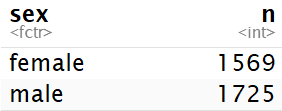 sex n
<fctr> <int>
female 1569
male 1725